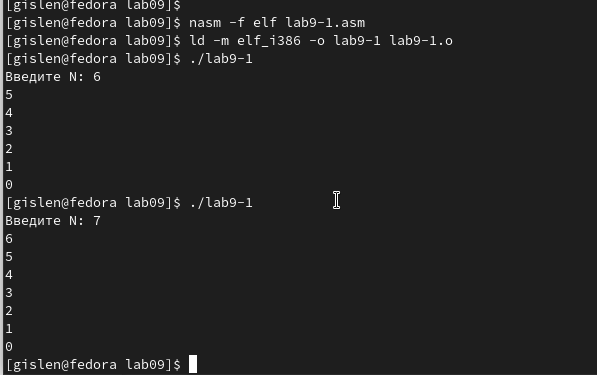 [gislen@fedora lab09]$
[gislen@fedora lab09]$ nasm -f elf lab9-1.asm
[gislen@fedora lab09]$ ld -m elf_i386 -o lab9-1 lab9-1.o
[gislen@fedora lab09]$ ./lab9-1
Введите N: 6
5
4
3
2
1
0
[gislen@fedora lab09]$ ./lab9-1
Введите N: 7
6
5
4
3
2
1
0
[gislen@fedora lab09]$